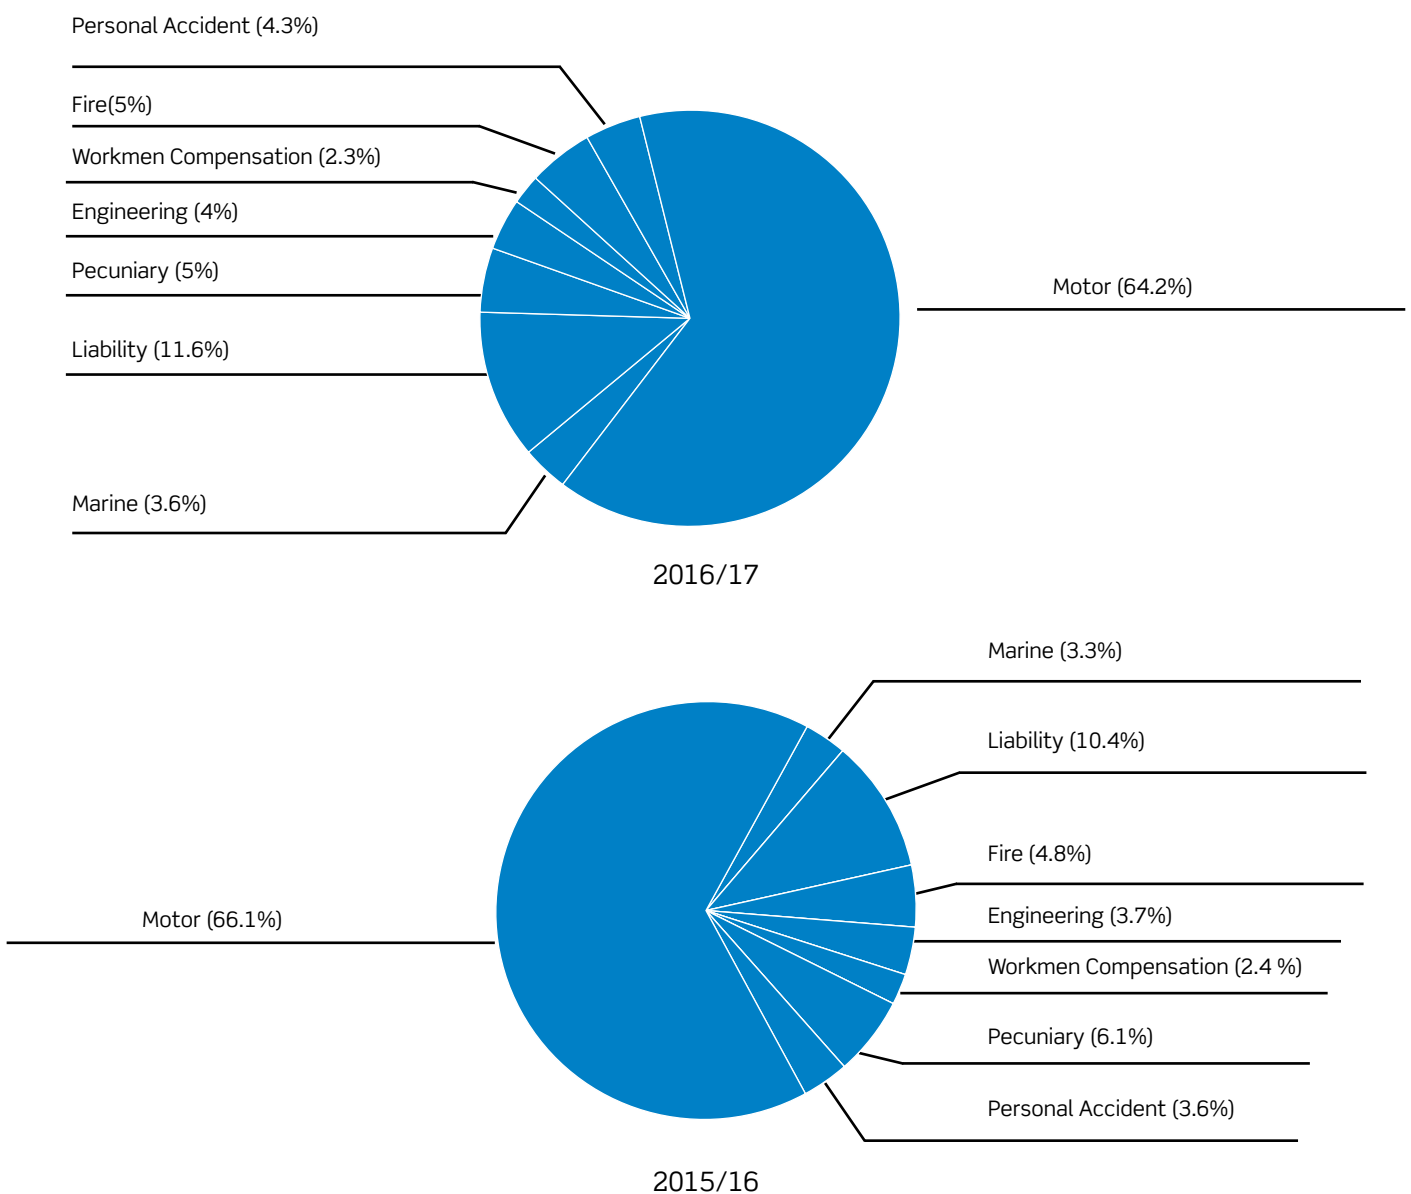 Personal Accident (4.3%)
Fire(5%)
Workmen Compensation (2.3%)
Engineering (4%)
Pecuniary (5%)
Motor (64.2%)
Liability (11.6%)
Marine (3.6%)
2016/17
Marine (3.3%)
Liability (10.4%)
Fire (4.8%)
Motor (66.1%)
Engineering (3.7%)
Workmen Compensation (2.4 %)
Pecuniary (6.1%)
Personal Accident (3.6%)
2015/16